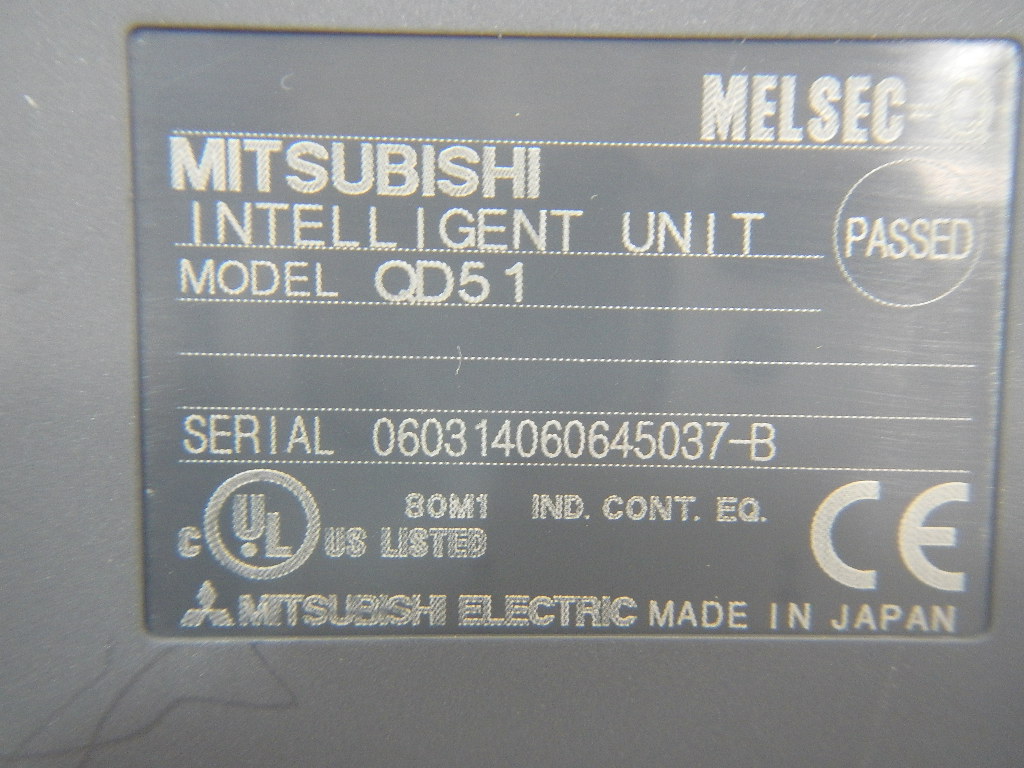 MELSEC-Q
MITSUBISHI
INTELLIGENT UNIT
PASSED
MODEL QD51
SERIAL 060314060645037-B
C UL US LISTED 80M1 IND. CONT. EQ.
CE
MITSUBISHI ELECTRIC MADE IN JAPAN